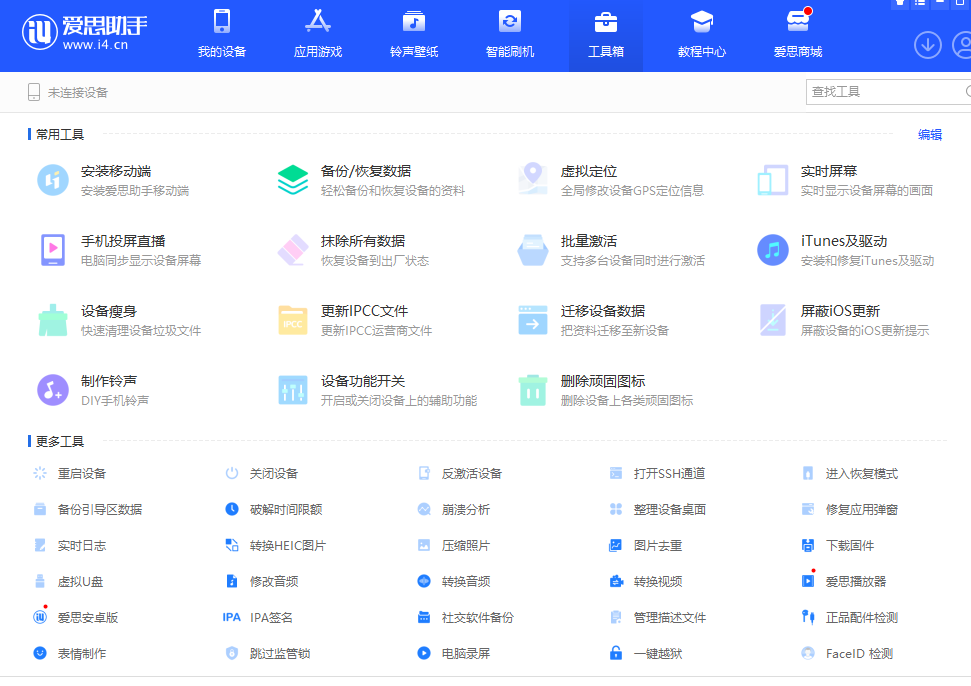 爱思助手
www.i4.cn
我的设备 应用游戏 铃声壁纸 智能刷机 工具箱 教程中心 爱思商城
未连接设备 查找工具
常用工具 编辑
安装移动端 备份/恢复数据 虚拟定位 实时屏幕
安装爱思助手移动端 轻松备份和恢复设备的资料 全局修改设备GPS定位信息 实时显示设备屏幕的画面
手机投屏直播 抹除所有数据 批量激活 iTunes及驱动
电脑同步显示设备屏幕 恢复设备到出厂状态 支持多台设备同时进行激活 安装和修复iTunes及驱动
设备瘦身 更新IPCC文件 迁移设备数据 屏蔽iOS更新
快速清理设备垃圾文件 IPCC 更新IPCC运营商文件 把资料迁移至新设备 屏蔽设备的iOS更新提示
制作铃声 设备功能开关 删除顽固图标
DIY手机铃声 开启或关闭设备上的辅助功能 删除设备上各类顽固图标
更多工具
重启设备 关闭设备 反激活设备 打开SSH通道 进入恢复模式
备份引导区数据 破解时间限额 崩溃分析 整理设备桌面 修复应用弹窗
实时日志 转换HEIC图片 压缩照片 图片去重 下载固件
虚拟U盘 修改音频 转换音频 转换视频 爱思播放器
爱思安卓版 IPA IPA签名 社交软件备份 管理描述文件 正品配件检测
表情制作 跳过监管锁 电脑录屏 一键越狱 FaceID 检测